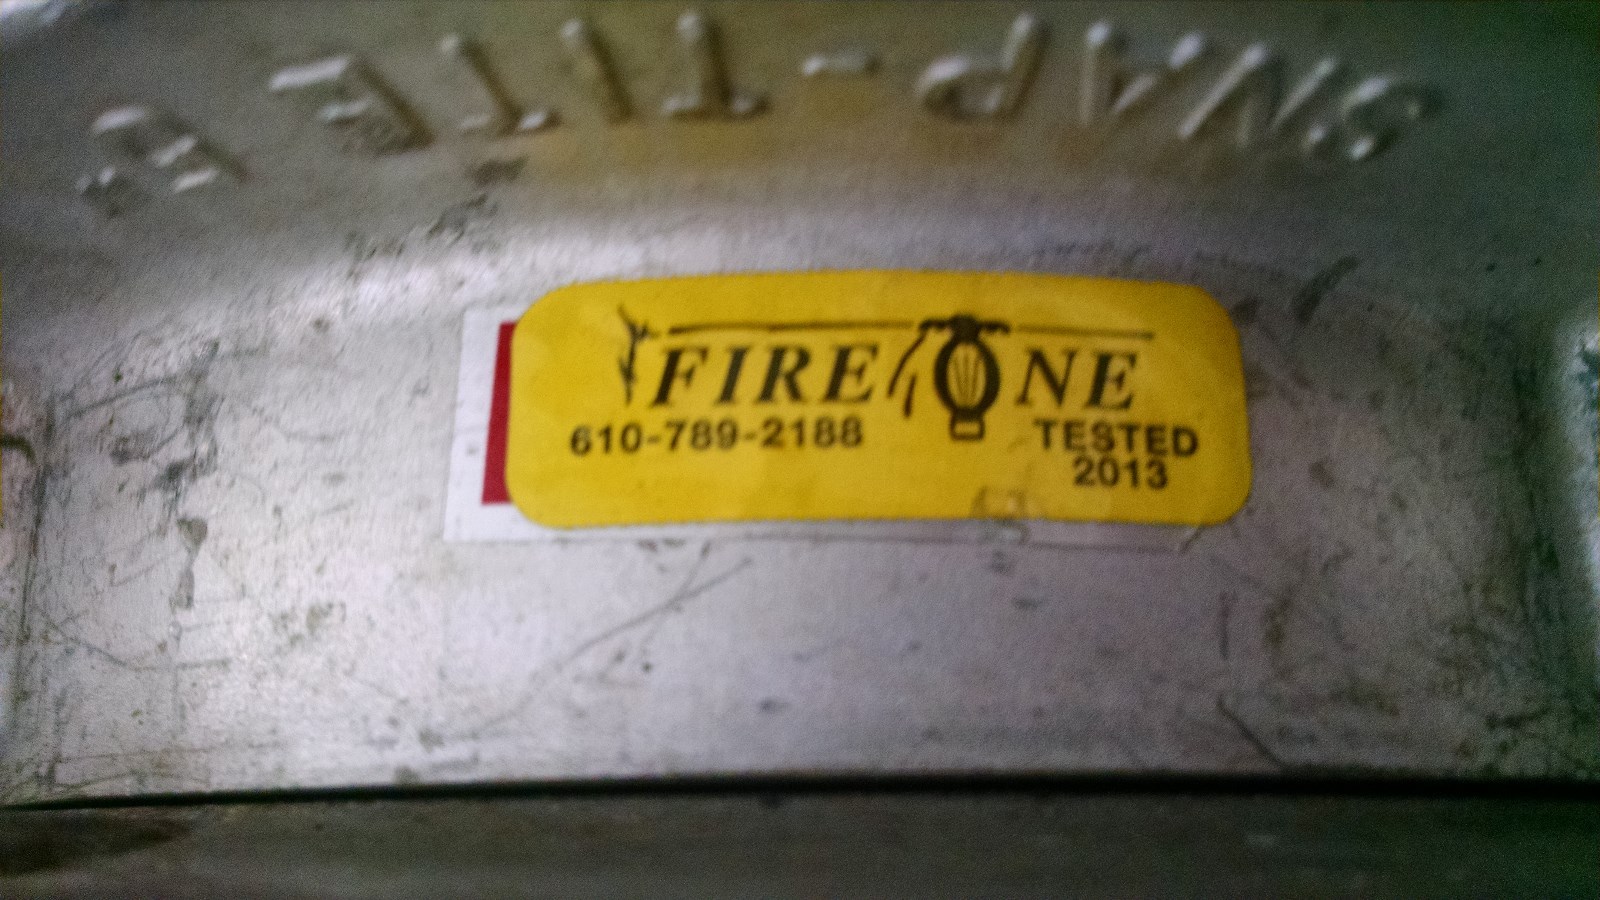 SNAP-TITE
FIRE ONE
610-789-2188
TESTED
2013